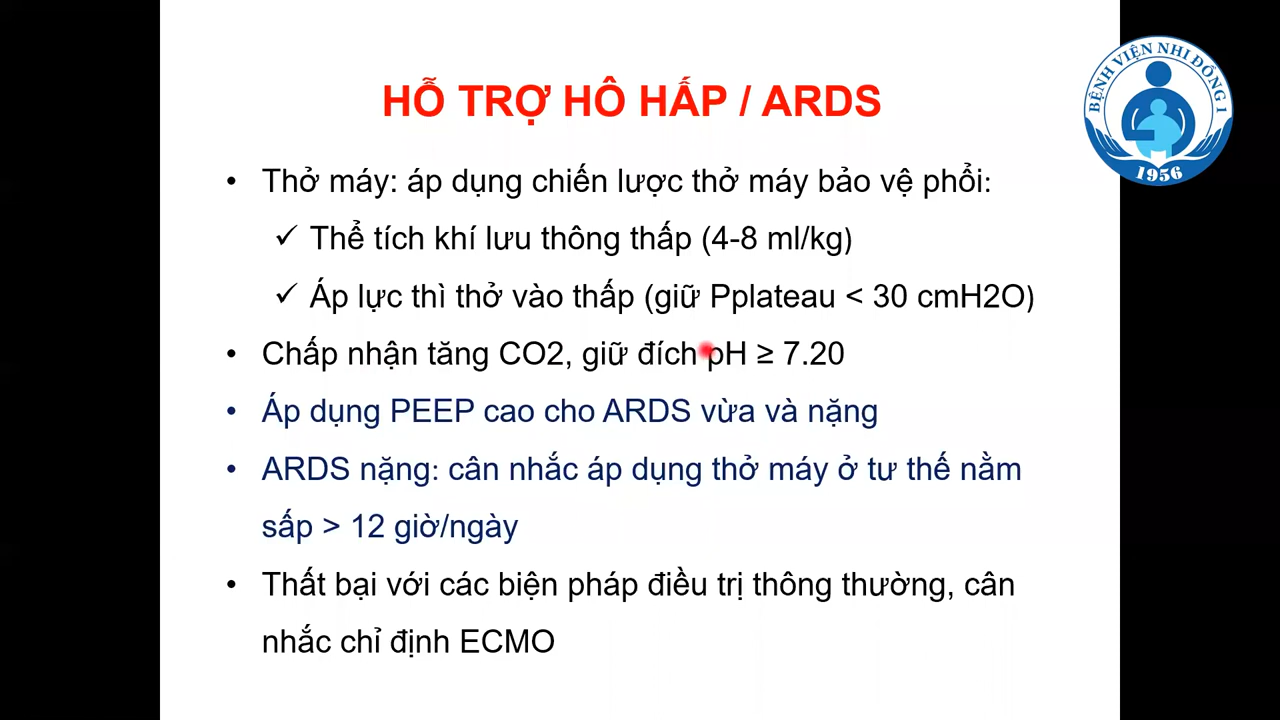 HỖ TRỢ HÔ HẤP / ARDS
BỆNH VIỆN NHI ĐỒNG 1
1956
• Thở máy: áp dụng chiến lược thở máy bảo vệ phổi:
✓ Thể tích khí lưu thông thấp (4-8 ml/kg)
✓ Áp lực thì thở vào thấp (giữ Pplateau < 30 cmH2O)
• Chấp nhận tăng CO2, giữ đích pH ≥ 7.20
• Áp dụng PEEP cao cho ARDS vừa và nặng
• ARDS nặng: cân nhắc áp dụng thở máy ở tư thế nằm
sấp > 12 giờ/ngày
• Thất bại với các biện pháp điều trị thông thường, cân
nhắc chỉ định ECMO